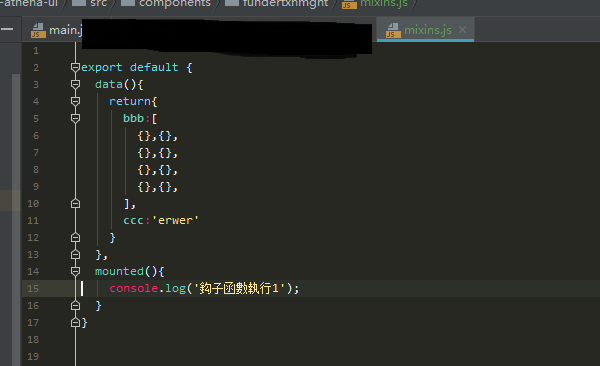 -athena-ui src components fundertxnmght mixins.js
main.j mixins.js
1
2 export default {
3 data(){
4 return{
5 bbb:[
6 {},{},
7 {},{},
8 {},{},
9 {},{},
10 ],
11 ccc:'erwer'
12 }
13 },
14 mounted(){
15 console.log('鈎子函數執行1');
16 }
17 }
18
19